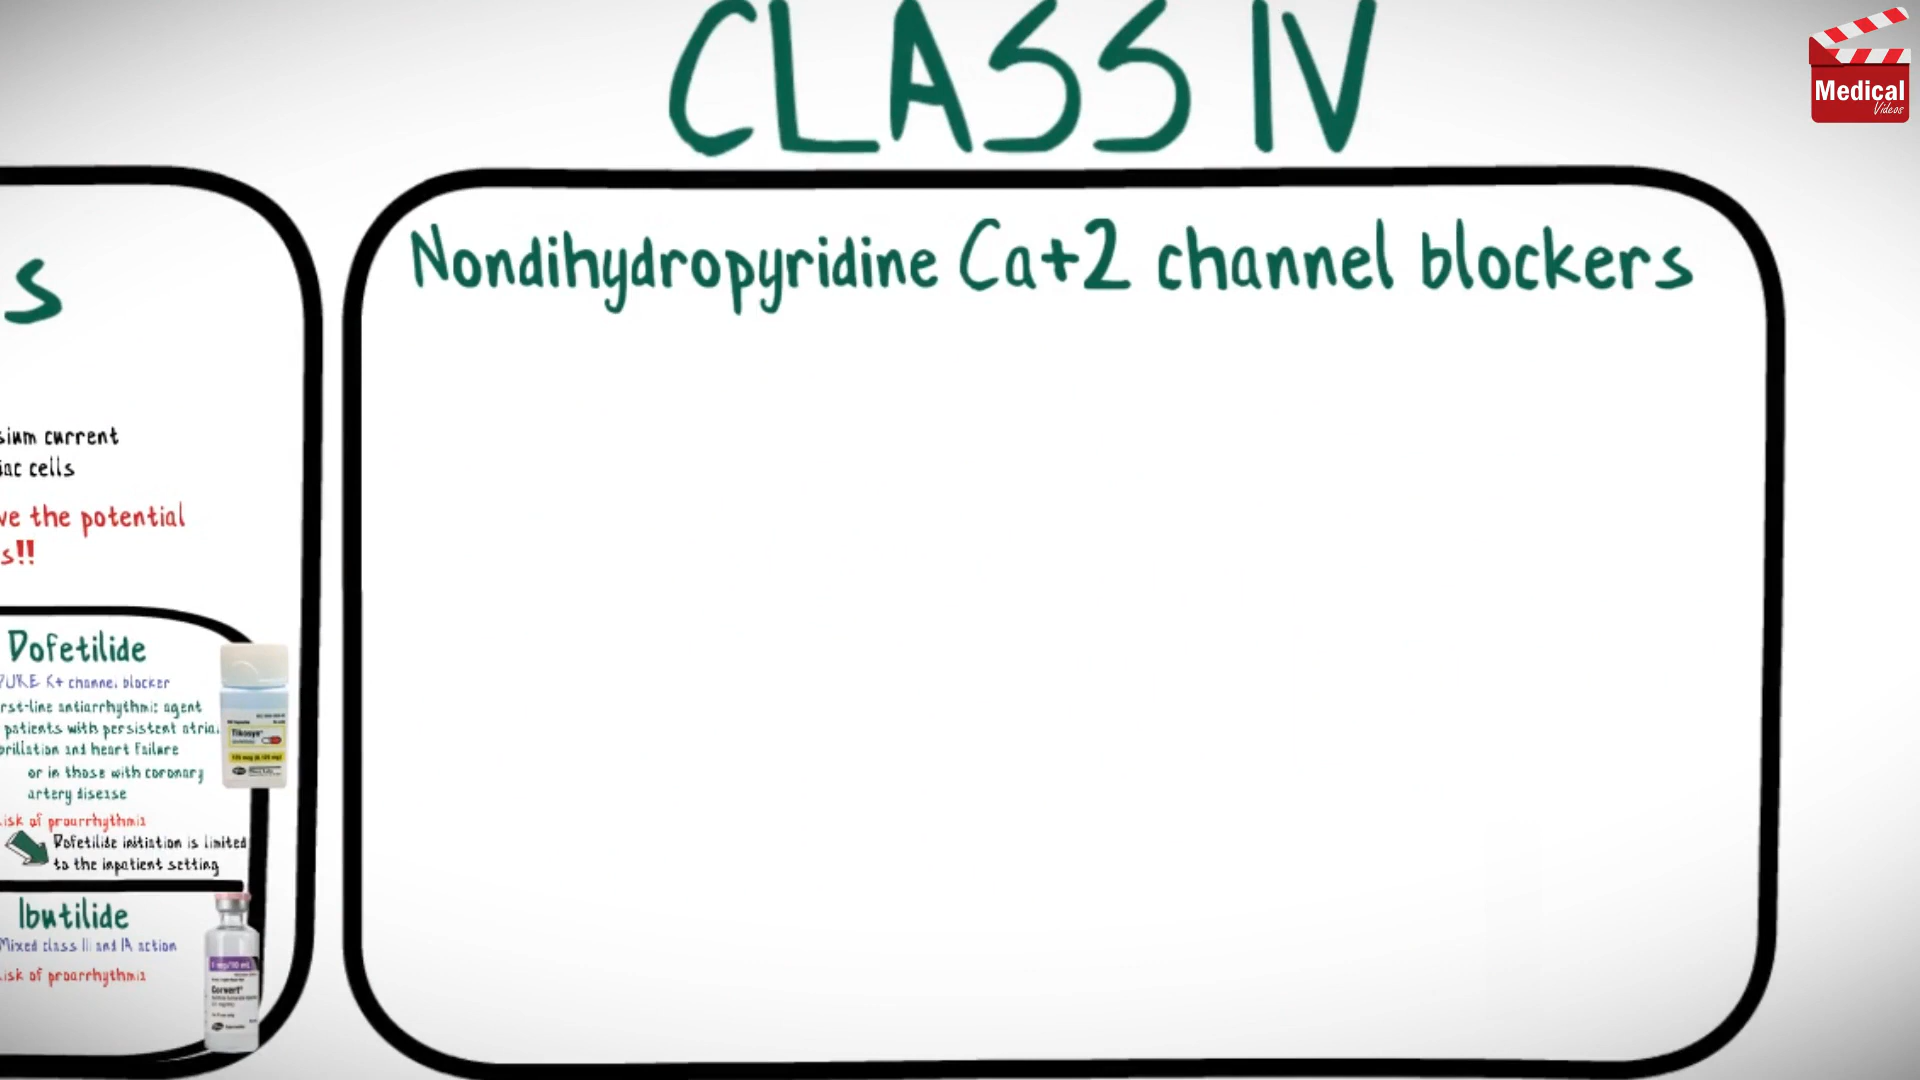 CLASS IV
Medical
Videos
Nondihydropyridine Ca+2 channel blockers
s
sium current
iac cells
ve the potential
s!!
Dofetilide
PURE K+ channel blocker
rst-line antiarrhythmic agent
patients with persistent atrial
brillation and heart Failure
or in those with coronary
artery disease
isk of proarrhythmia
Dofetilide initiation is limited
to the inpatient setting
Tikosyn
Ibutilide
Mixed class III and IA action
isk of proarrhythmia
Corvert